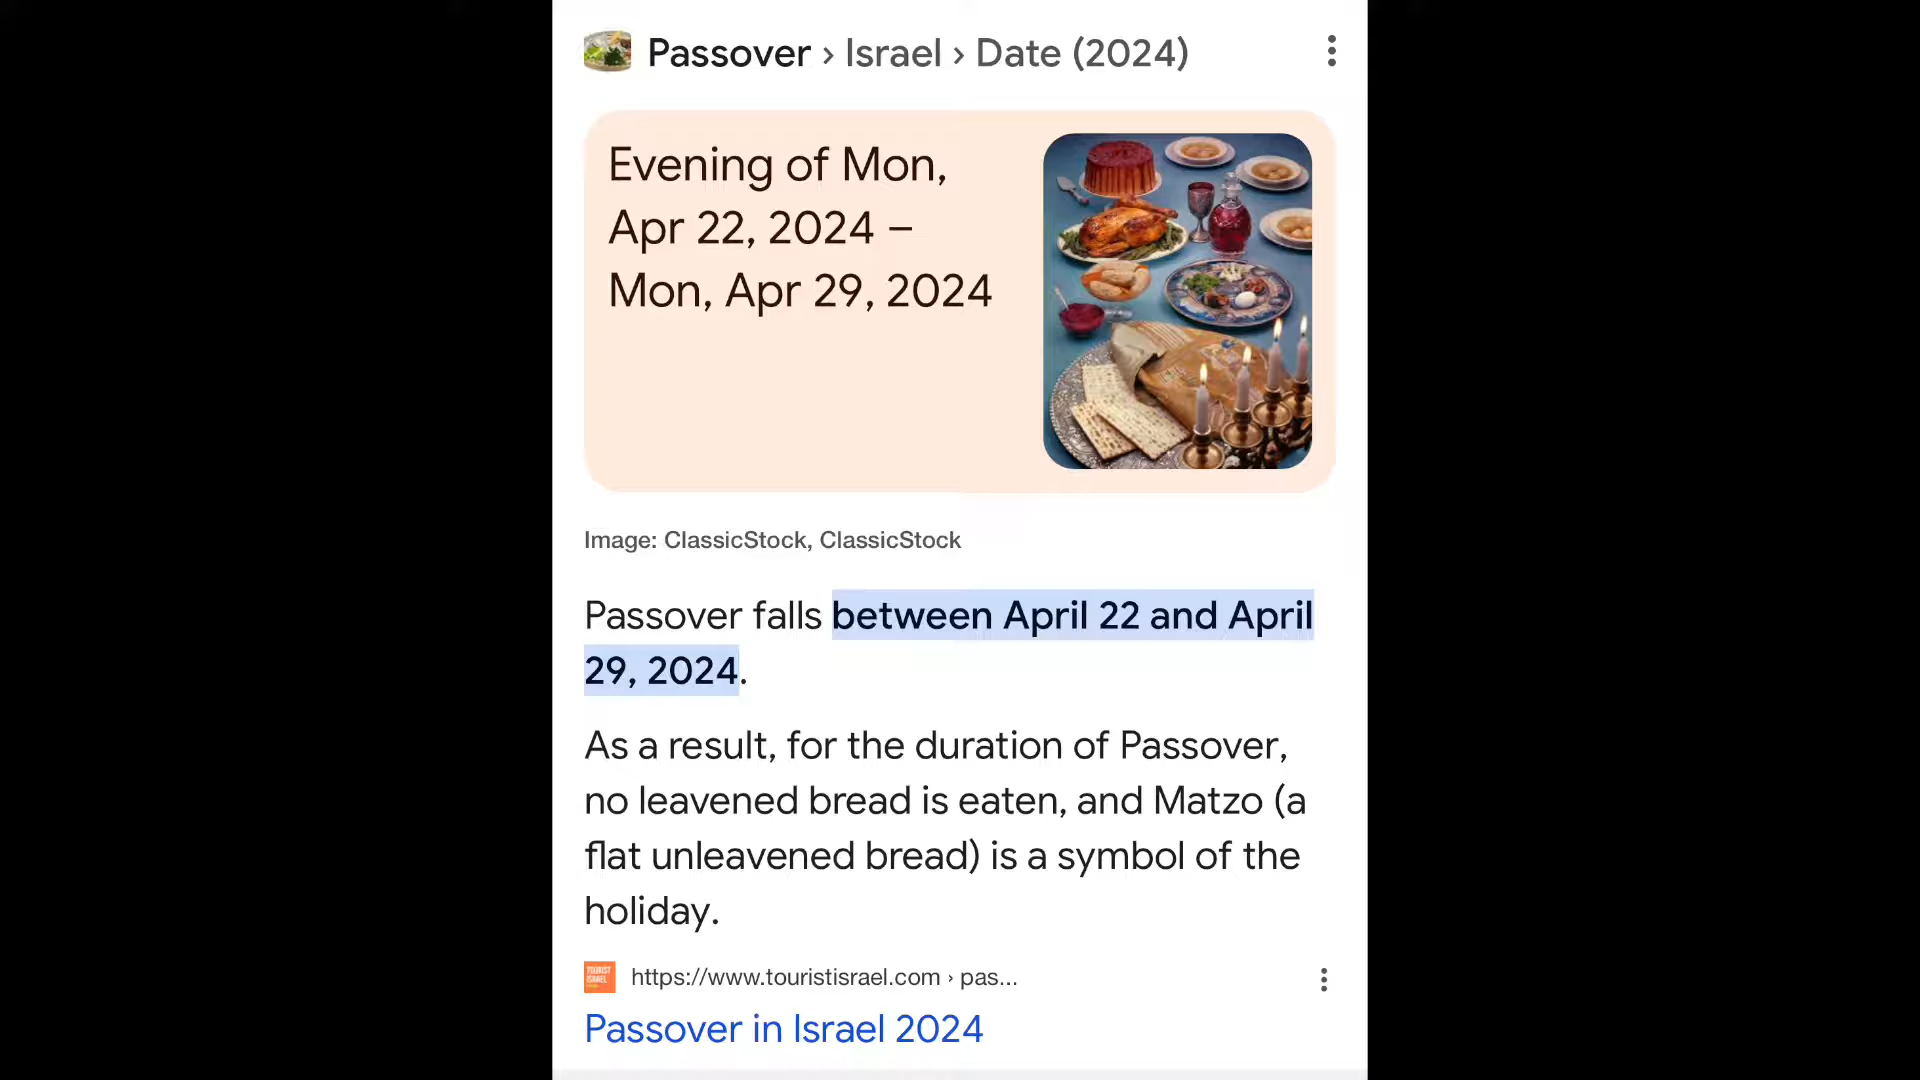 Passover › Israel › Date (2024)
Evening of Mon,
Apr 22, 2024 –
Mon, Apr 29, 2024
Image: ClassicStock, ClassicStock
Passover falls between April 22 and April
29, 2024.
As a result, for the duration of Passover,
no leavened bread is eaten, and Matzo (a
flat unleavened bread) is a symbol of the
holiday.
TOURIST
ISRAEL
https://www.touristisrael.com › pas...
Passover in Israel 2024